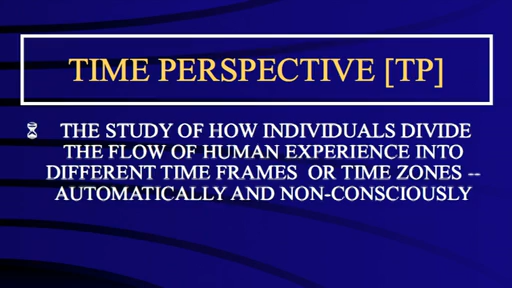 TIME PERSPECTIVE [TP]
THE STUDY OF HOW INDIVIDUALS DIVIDE
THE FLOW OF HUMAN EXPERIENCE INTO
DIFFERENT TIME FRAMES OR TIME ZONES --
AUTOMATICALLY AND NON-CONSCIOUSLY